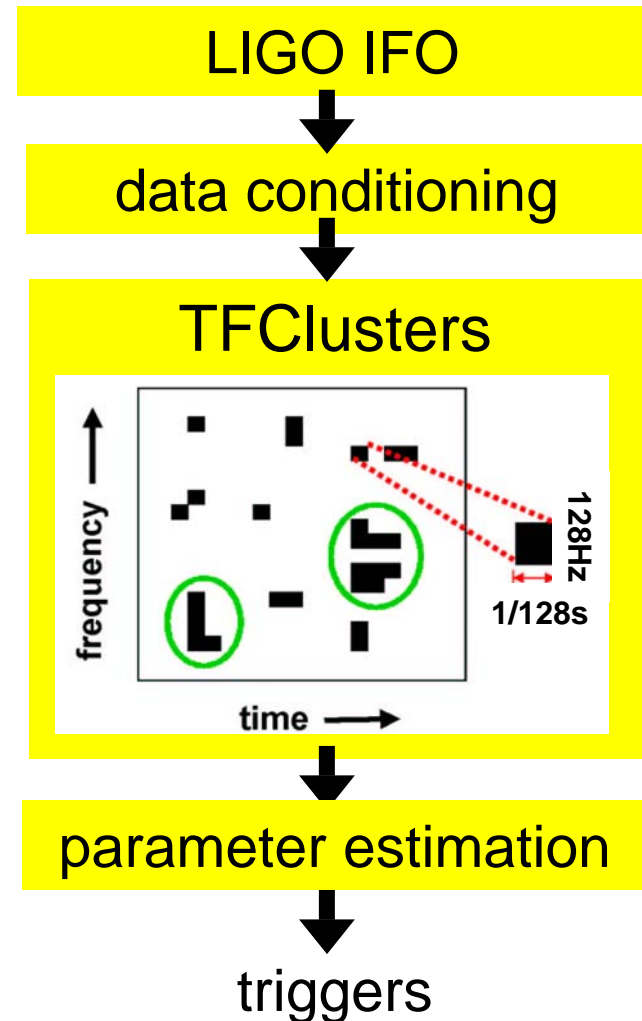 LIGO IFO
data conditioning
TFClusters
frequency
128Hz
1/128s
time
parameter estimation
triggers